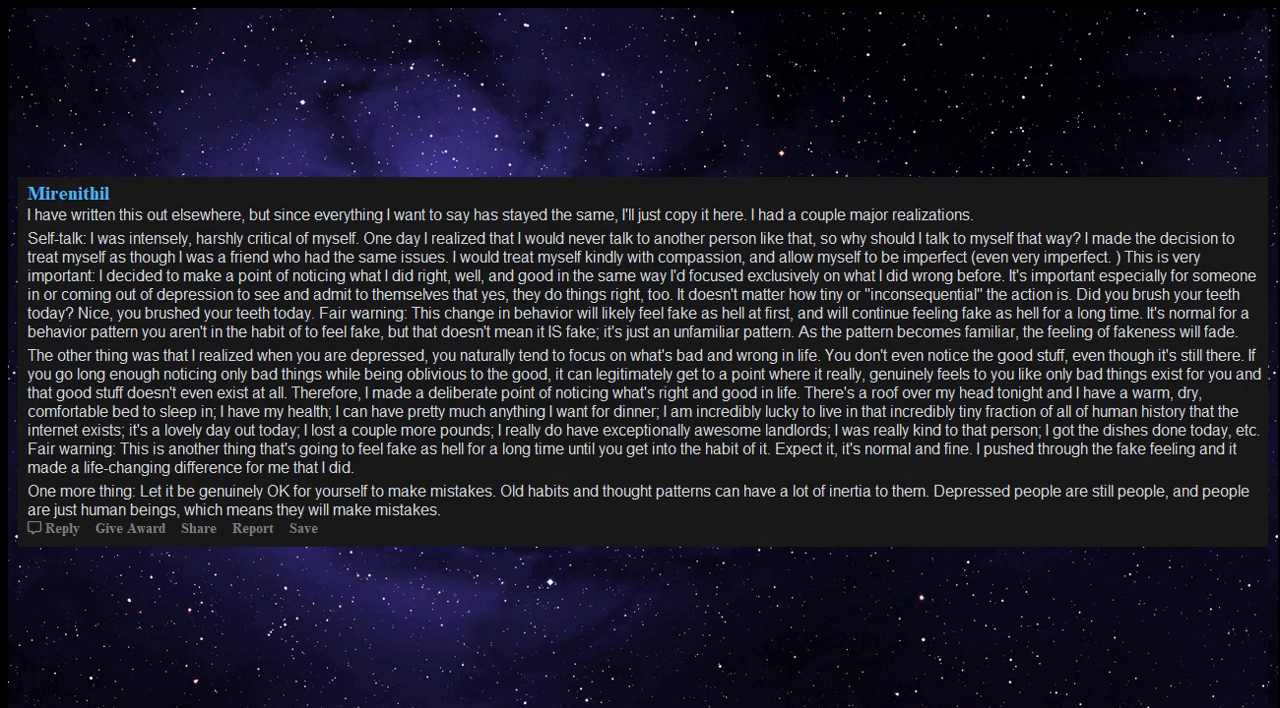 Mirenithil
I have written this out elsewhere, but since everything I want to say has stayed the same, I'll just copy it here. I had a couple major realizations.
Self-talk: I was intensely, harshly critical of myself. One day I realized that I would never talk to another person like that, so why should I talk to myself that way? I made the decision to
treat myself as though I was a friend who had the same issues. I would treat myself kindly with compassion, and allow myself to be imperfect (even very imperfect. ) This is very
important: I decided to make a point of noticing what I did right, well, and good in the same way I'd focused exclusively on what I did wrong before. It's important especially for someone
in or coming out of depression to see and admit to themselves that yes, they do things right, too. It doesn't matter how tiny or "inconsequential" the action is. Did you brush your teeth
today? Nice, you brushed your teeth today. Fair warning: This change in behavior will likely feel fake as hell at first, and will continue feeling fake as hell for a long time. It's normal for a
behavior pattern you aren't in the habit of to feel fake, but that doesn't mean it IS fake; it's just an unfamiliar pattern. As the pattern becomes familiar, the feeling of fakeness will fade.
The other thing was that I realized when you are depressed, you naturally tend to focus on what's bad and wrong in life. You don't even notice the good stuff, even though it's still there. If
you go long enough noticing only bad things while being oblivious to the good, it can legitimately get to a point where it really, genuinely feels to you like only bad things exist for you and
that good stuff doesn't even exist at all. Therefore, I made a deliberate point of noticing what's right and good in life. There's a roof over my head tonight and I have a warm, dry,
comfortable bed to sleep in; I have my health; I can have pretty much anything I want for dinner; I am incredibly lucky to live in that incredibly tiny fraction of all of human history that the
internet exists; it's a lovely day out today; I lost a couple more pounds; I really do have exceptionally awesome landlords; I was really kind to that person; I got the dishes done today, etc.
Fair warning: This is another thing that's going to feel fake as hell for a long time until you get into the habit of it. Expect it, it's normal and fine. I pushed through the fake feeling and it
made a life-changing difference for me that I did.
One more thing: Let it be genuinely OK for yourself to make mistakes. Old habits and thought patterns can have a lot of inertia to them. Depressed people are still people, and people
are just human beings, which means they will make mistakes.
Reply Give Award Share Report Save